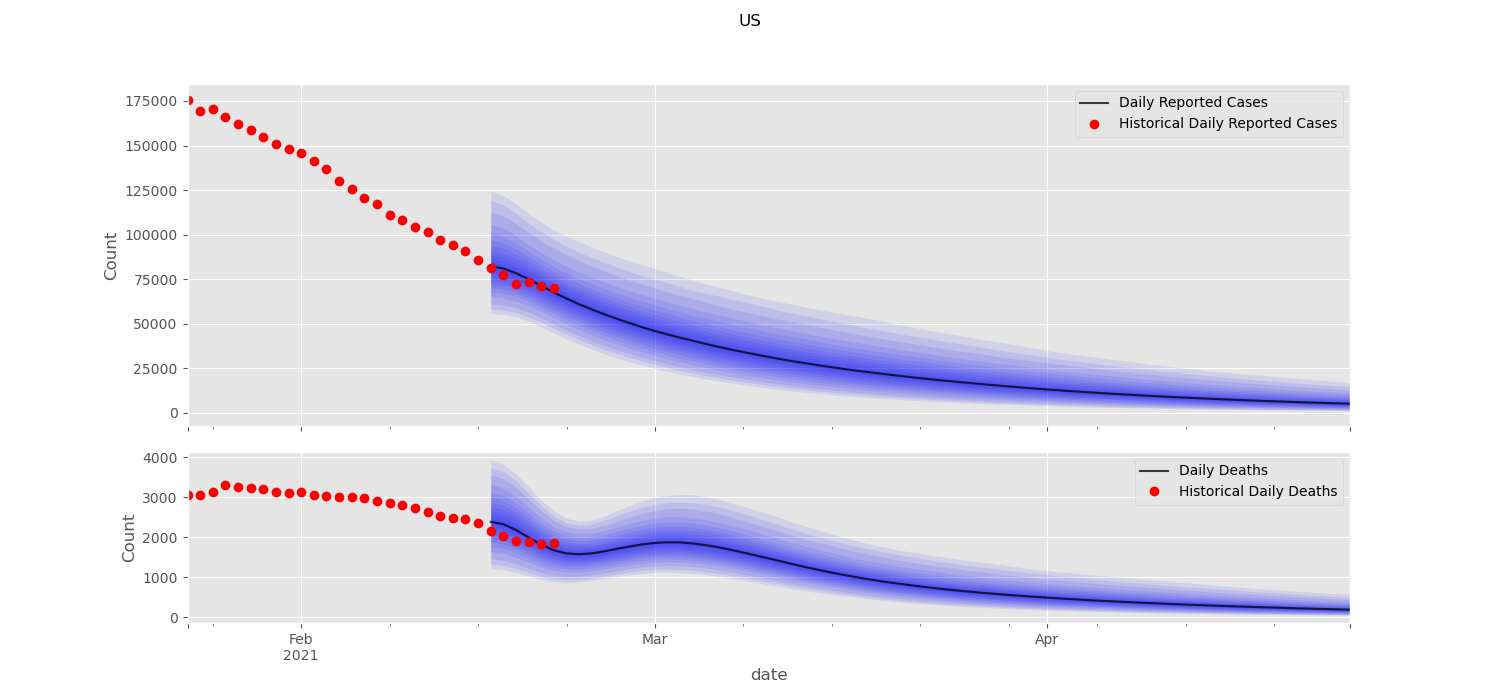 US
175000
150000
125000
100000
75000
50000
25000
0
Count
Daily Reported Cases
Historical Daily Reported Cases
4000
3000
2000
1000
0
Count
Daily Deaths
Historical Daily Deaths
Feb
2021
Mar
Apr
date